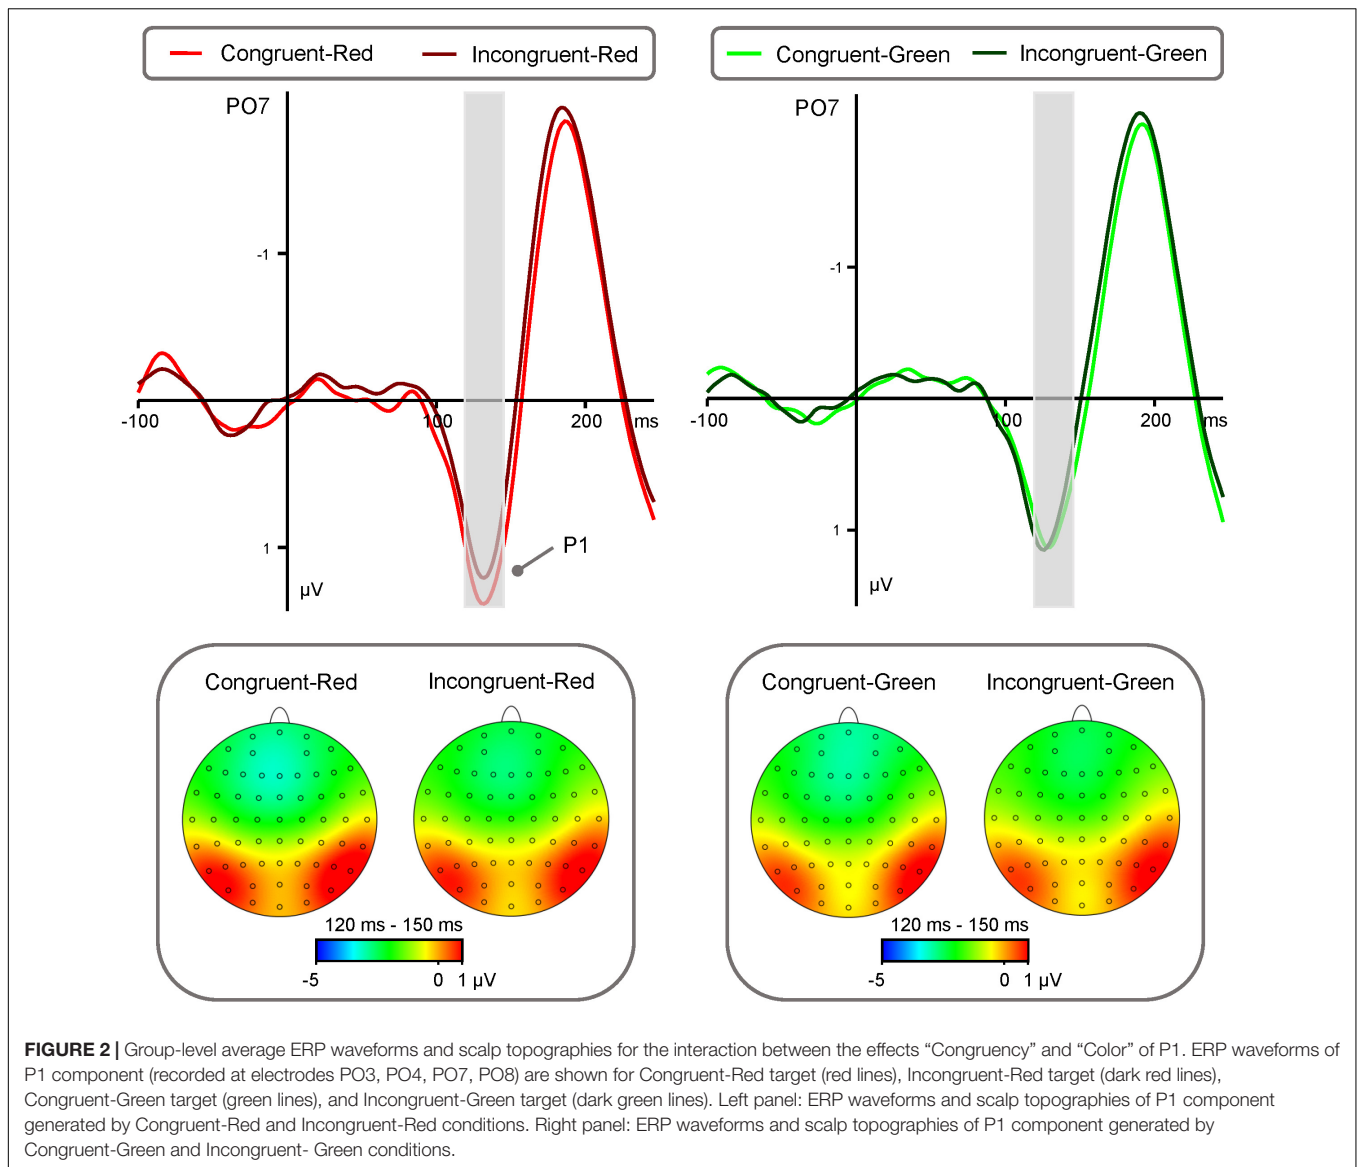 Congruent-Red Incongruent-Red
Congruent-Green Incongruent-Green
PO7
-1
-100 100 200 ms
1
P1
µV
PO7
-1
-100 100 200 ms
1
µV
Congruent-Red Incongruent-Red
120 ms - 150 ms
-5 0 1 µV
Congruent-Green Incongruent-Green
120 ms - 150 ms
-5 0 1 µV
FIGURE 2 | Group-level average ERP waveforms and scalp topographies for the interaction between the effects “Congruency” and “Color” of P1. ERP waveforms of
P1 component (recorded at electrodes PO3, PO4, PO7, PO8) are shown for Congruent-Red target (red lines), Incongruent-Red target (dark red lines),
Congruent-Green target (green lines), and Incongruent-Green target (dark green lines). Left panel: ERP waveforms and scalp topographies of P1 component
generated by Congruent-Red and Incongruent-Red conditions. Right panel: ERP waveforms and scalp topographies of P1 component generated by
Congruent-Green and Incongruent- Green conditions.